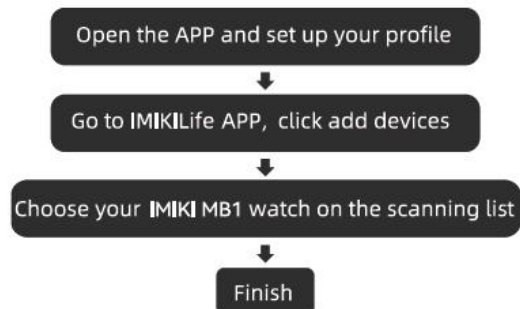 Open the APP and set up your profile
Go to IMIKILife APP, click add devices
Choose your IMIKI MB1 watch on the scanning list
Finish